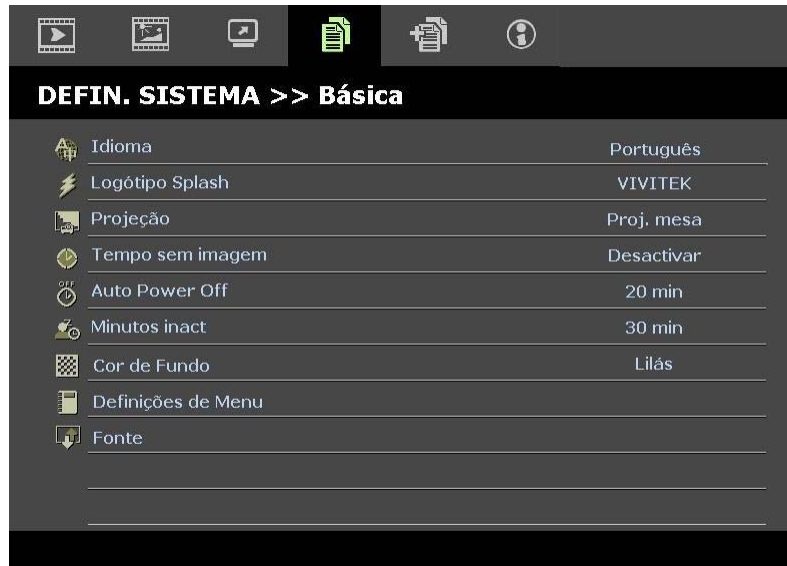 DEFIN. SISTEMA >> Básica
Idioma Português
Logótipo Splash VIVITEK
Projeção Proj. mesa
Tempo sem imagem Desactivar
OFF
Auto Power Off 20 min
Minutos inact 30 min
Cor de Fundo Lilás
Definições de Menu
Fonte